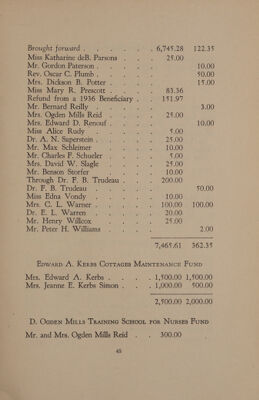 Brought forward . . . . . . 6,745.28 122.35
Miss Katharine deB. Parsons . . . 25.00
Mr. Gordon Paterson . . . . . 10.00
Rev. Oscar C. Plumb . . . . . 50.00
Mrs. Dickson B. Potter . . . . 15.00
Miss Mary R. Prescott . . . . 83.36
Refund from a 1936 Beneficiary . . 151.97
Mr. Bernard Reilly . . . . . 3.00
Mrs. Ogden Mills Reid . . . . 25.00
Mrs. Edward D. Renouf . . . . 10.00
Miss Alice Rudy . . . . . 5.00
Dr. A. N. Superstein . . . . . 25.00
Mr. Max Schleimer . . . . . 10.00
Mr. Charles F. Schueler . . . . 5.00
Mrs. David W. Slagle . . . . 25.00
Mr. Benson Storfer . . . . . 10.00
Through Dr. F. B. Trudeau . . . 200.00
Dr. F. B. Trudeau . . . . . 50.00
Miss Edna Vondy . . . . . 10.00
Mrs. C. L. Warner . . . . . 100.00 100.00
Dr. E. L. Warren . . . . . 20.00
Mr. Henry Willcox . . . . . 25.00
Mr. Peter H. Williams . . . . 2.00
7,465.61 362.35
Edward A. Kerbs Cottages Maintenance Fund
Mrs. Edward A. Kerbs . . . . 1,500.00 1,500.00
Mrs. Jeanne E. Kerbs Simon . . . 1,000.00 500.00
2,500.00 2,000.00
D. Ogden Mills Training School for Nurses Fund
Mr. and Mrs. Ogden Mills Reid . . 300.00
45